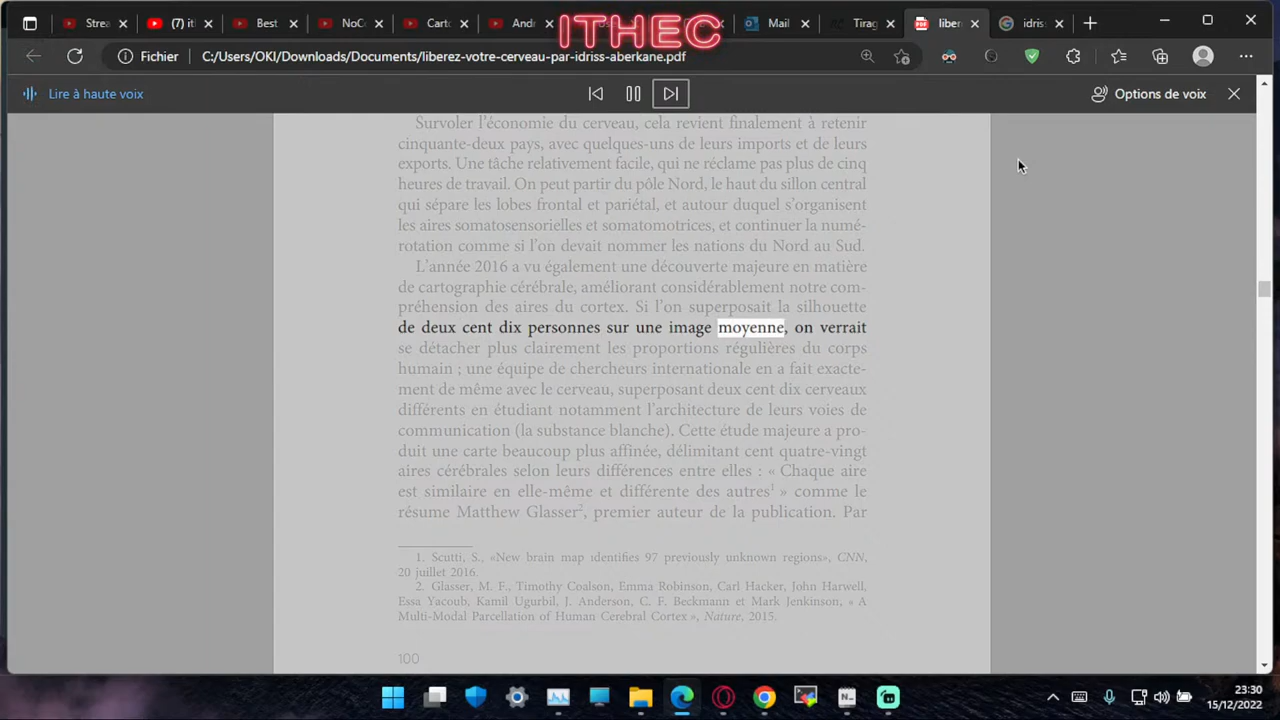 ITHEC
Strea
(7) it
Best
NoCo
Carto
And
Mail
Tirag
liber
idris
Fichier
C:/Users/OKI/Downloads/Documents/liberez-votre-cerveau-par-idriss-aberkane.pdf
Lire à haute voix
Options de voix
Survoler l'économie du cerveau, cela revient finalement à retenir
cinquante-deux pays, avec quelques-uns de leurs imports et de leurs
exports. Une tâche relativement facile, qui ne réclame pas plus de cinq
heures de travail. On peut partir du pôle Nord, le haut du sillon central
qui sépare les lobes frontal et pariétal, et autour duquel s'organisent
les aires somatosensorielles et somatomotrices, et continuer la numé-
rotation comme si l'on devait nommer les nations du Nord au Sud.
L'année 2016 a vu également une découverte majeure en matière
de cartographie cérébrale, améliorant considérablement notre com-
préhension des aires du cortex. Si l'on superposait la silhouette
de deux cent dix personnes sur une image moyenne, on verrait
se détacher plus clairement les proportions régulières du corps
humain ; une équipe de chercheurs internationale en a fait exacte-
ment de même avec le cerveau, superposant deux cent dix cerveaux
différents en étudiant notamment l'architecture de leurs voies de
communication (la substance blanche). Cette étude majeure a pro-
duit une carte beaucoup plus affinée, délimitant cent quatre-vingt
aires cérébrales selon leurs différences entre elles : « Chaque aire
est similaire en elle-même et différente des autres¹ » comme le
résume Matthew Glasser², premier auteur de la publication. Par
1. Scutti, S., «New brain map identifies 97 previously unknown regions», CNN,
20 juillet 2016.
2. Glasser, M. F., Timothy Coalson, Emma Robinson, Carl Hacker, John Harwell,
Essa Yacoub, Kamil Ugurbil, J. Anderson, C. F. Beckmann et Mark Jenkinson, « A
Multi-Modal Parcellation of Human Cerebral Cortex », Nature, 2015.
100
23:30
15/12/2022